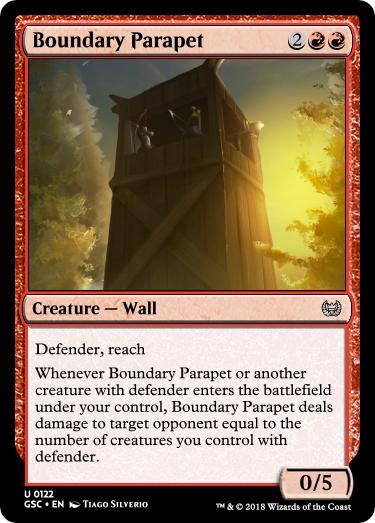 Boundary Parapet 2
Creature — Wall
Defender, reach
Whenever Boundary Parapet or another
creature with defender enters the battlefield
under your control, Boundary Parapet deals
damage to target opponent equal to the
number of creatures you control with
defender.
0/5
U 0122
GSC • EN Tiago Silverio
™ & © 2018 Wizards of the Coast